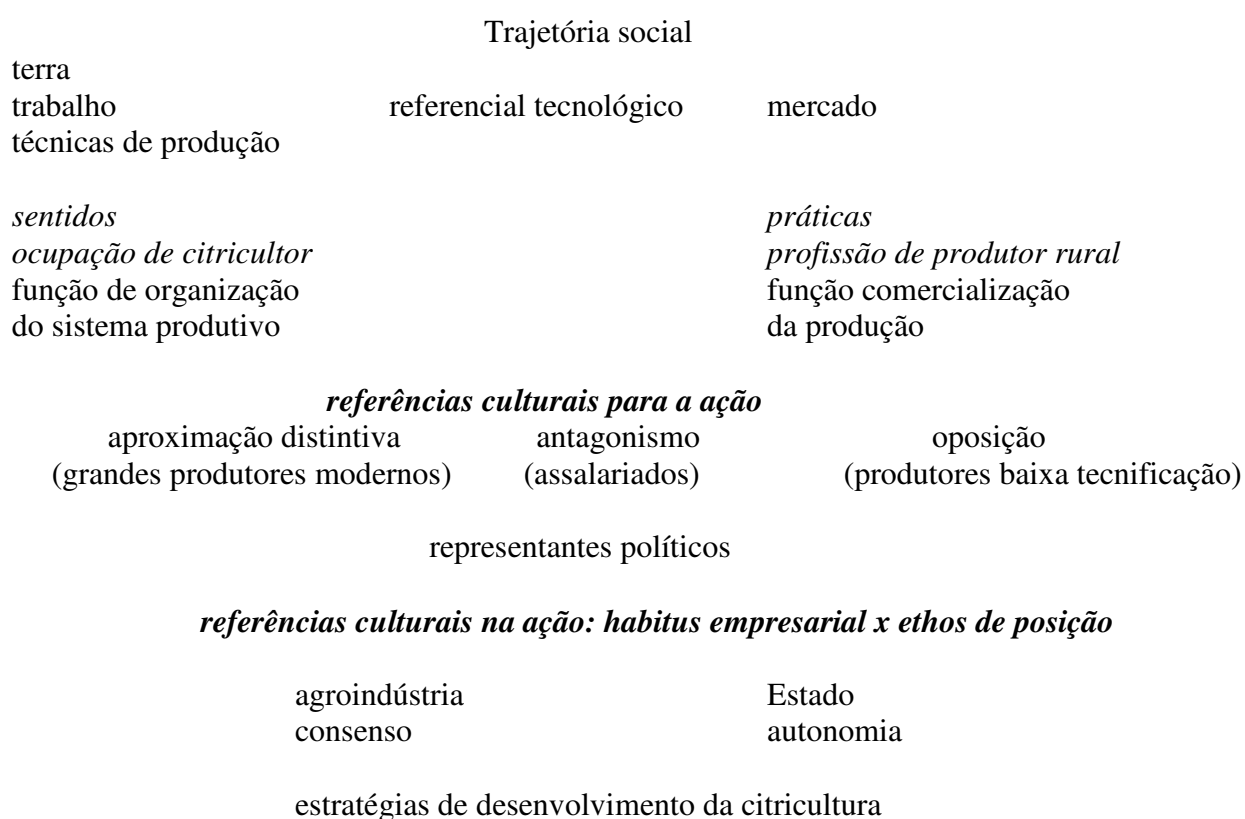 Trajetória social
terra
trabalho referencial tecnológico mercado
técnicas de produção
sentidos práticas
ocupação de citricultor profissão de produtor rural
função de organização função comercialização
do sistema produtivo da produção
referências culturais para a ação
aproximação distintiva antagonismo oposição
(grandes produtores modernos) (assalariados) (produtores baixa tecnificação)
representantes políticos
referências culturais na ação: habitus empresarial x ethos de posição
agroindústria Estado
consenso autonomia
estratégias de desenvolvimento da citricultura